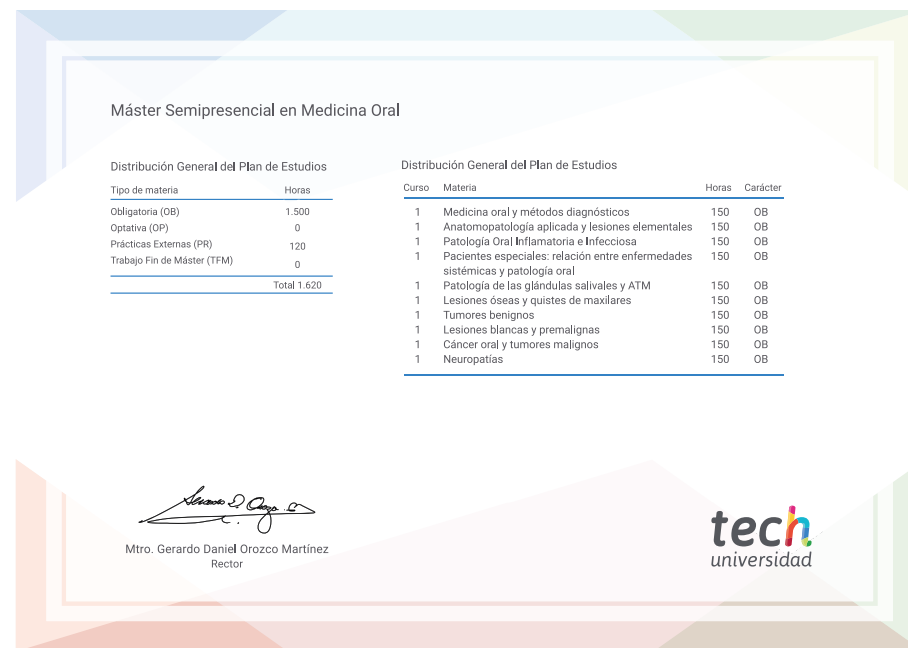 Máster Semipresencial en Medicina Oral
Distribución General del Plan de Estudios
Tipo de materia Horas
Obligatoria (OB) 1.500
Optativa (OP) 0
Prácticas Externas (PR) 120
Trabajo Fin de Máster (TFM) 0
Total 1.620
Distribución General del Plan de Estudios
Curso Materia Horas Carácter
1 Medicina oral y métodos diagnósticos 150 OB
1 Anatomopatología aplicada y lesiones elementales 150 OB
1 Patología Oral Inflamatoria e Infecciosa 150 OB
1 Pacientes especiales: relación entre enfermedades 150 OB
sistémicas y patología oral
1 Patología de las glándulas salivales y ATM 150 OB
1 Lesiones óseas y quistes de maxilares 150 OB
1 Tumores benignos 150 OB
1 Lesiones blancas y premalignas 150 OB
1 Cáncer oral y tumores malignos 150 OB
1 Neuropatías 150 OB
Mtro. Gerardo Daniel Orozco Martínez
Rector
tech
universidad